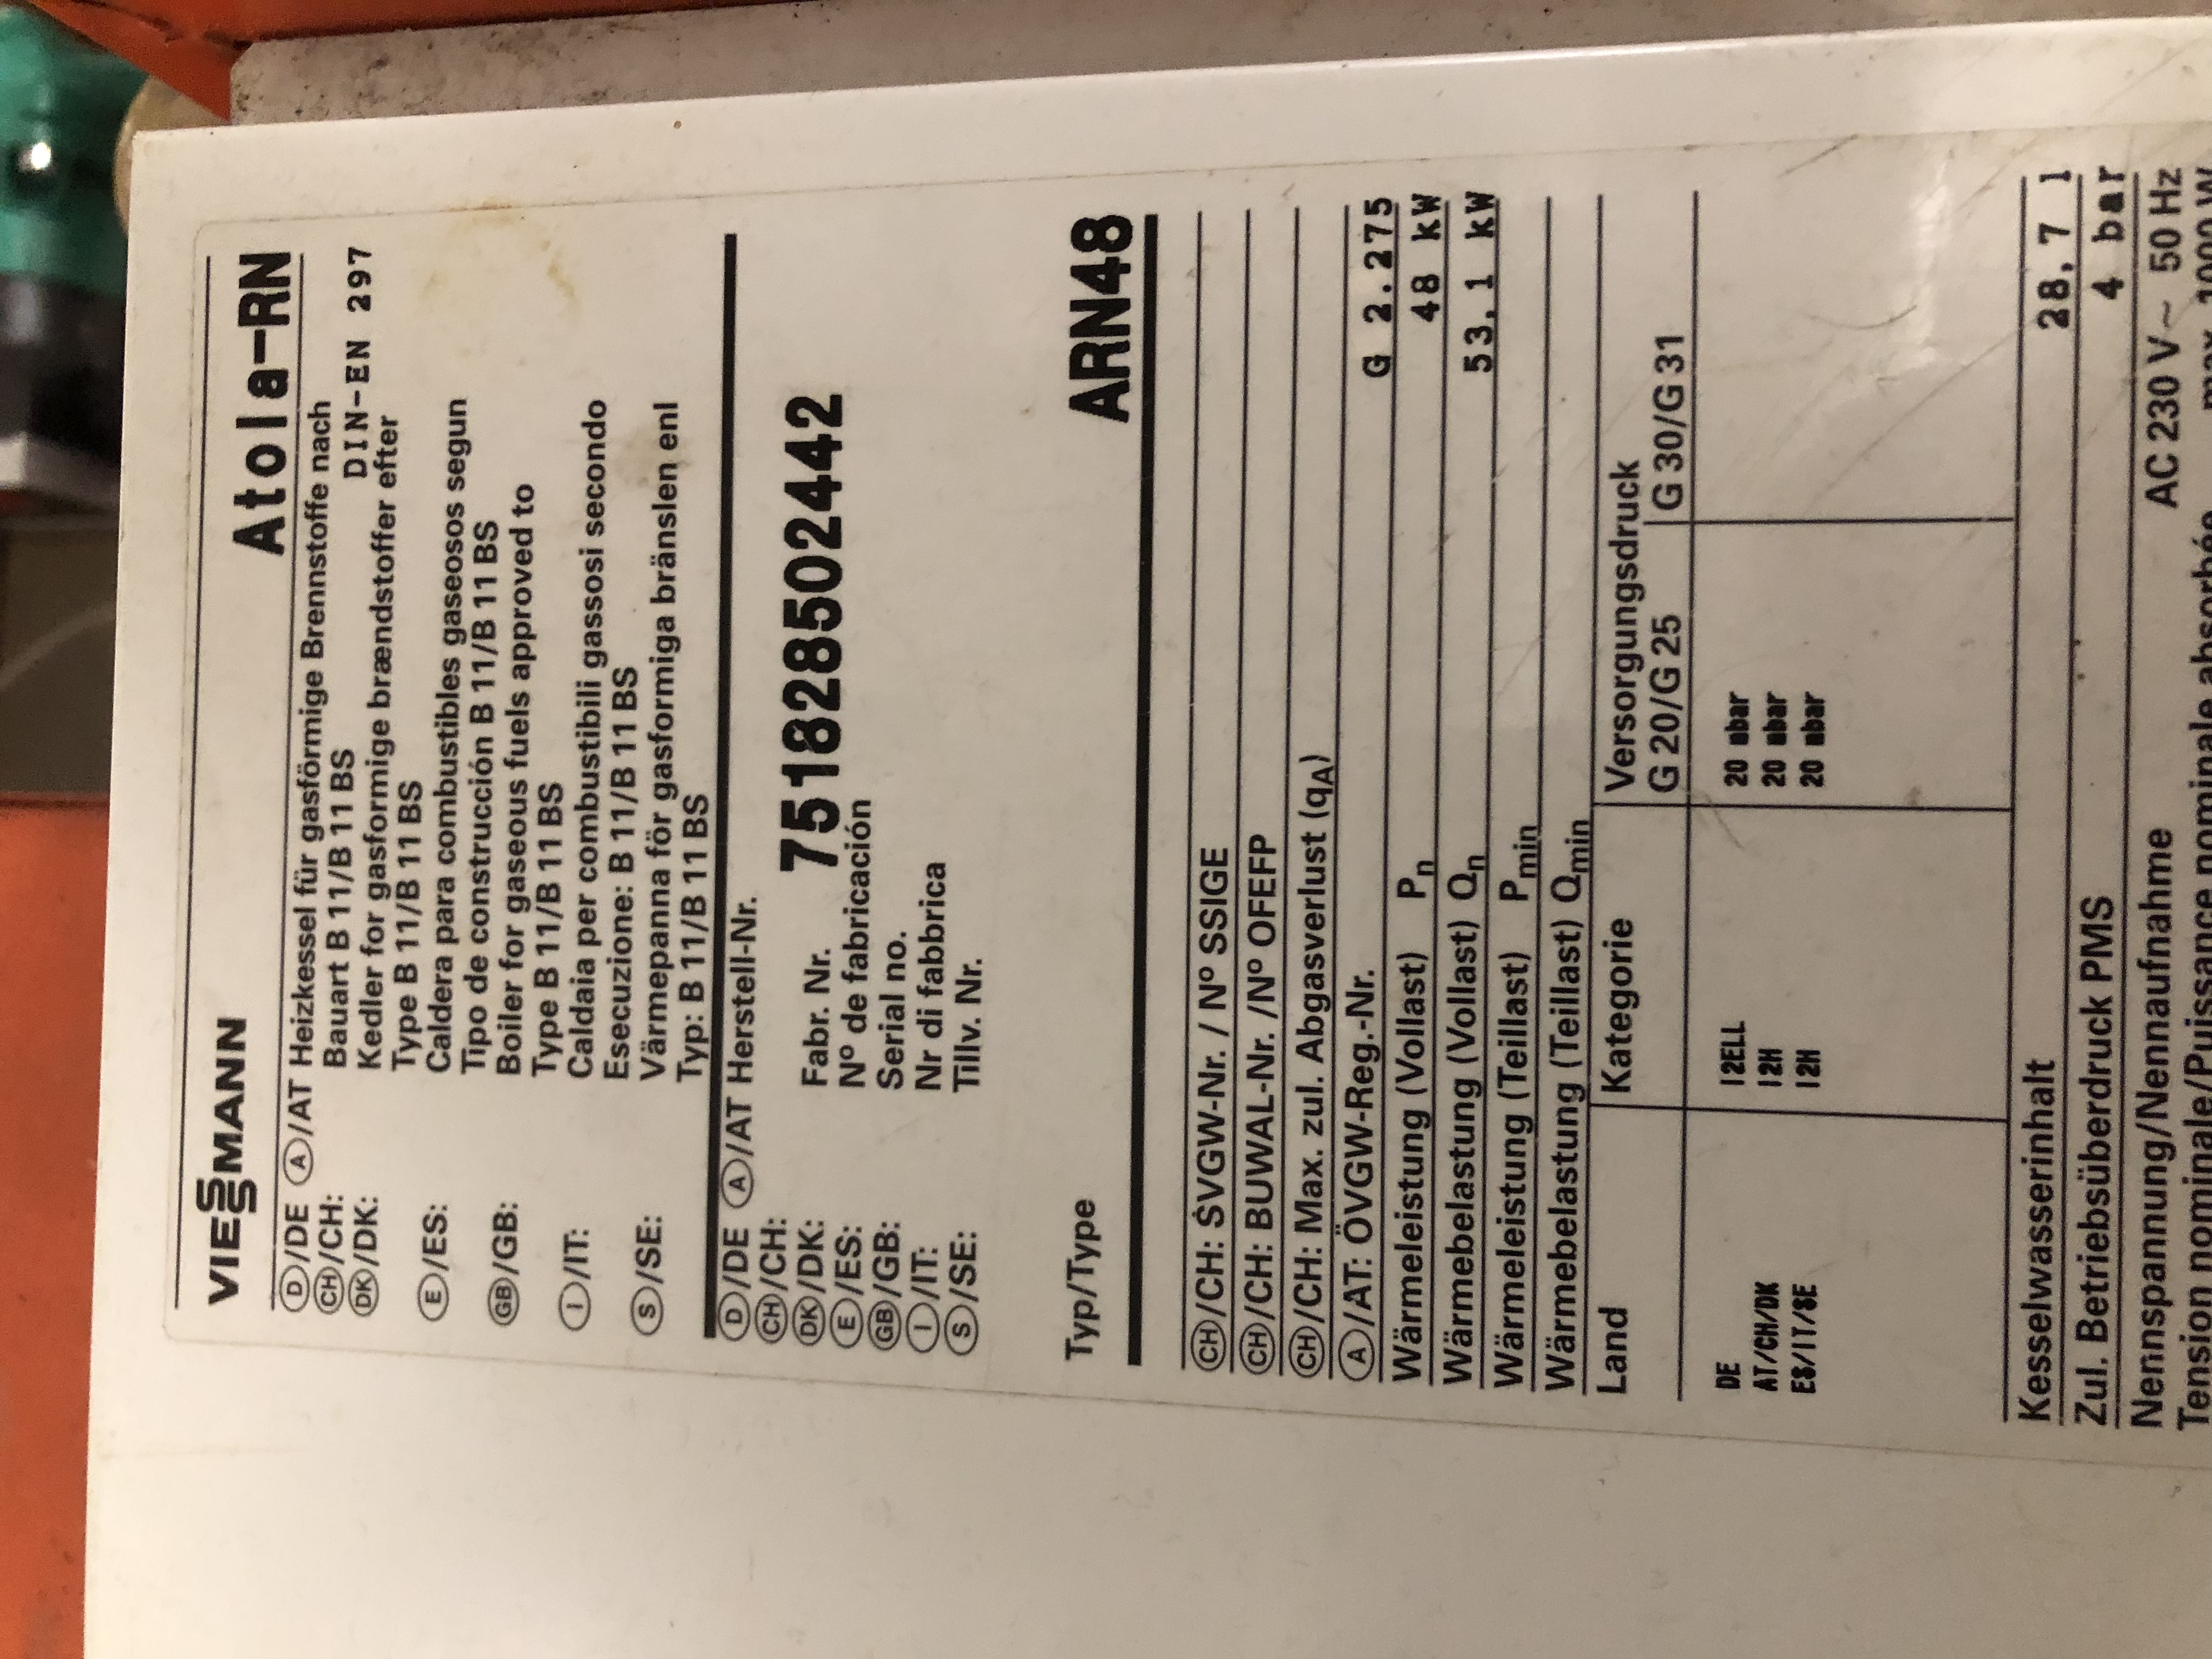 VIESSMANN Atola-RN
D/DE A/AT Heizkessel für gasförmige Brennstoffe nach
CH/CH: Bauart B 11/B 11 BS DIN-EN 297
DK/DK: Kedler for gasformige brændstoffer efter
Type B 11/B 11 BS
E/ES: Caldera para combustibles gaseosos segun
Tipo de construcción B 11/B 11 BS
GB/GB: Boiler for gaseous fuels approved to
Type B 11/B 11 BS
I/IT: Caldaia per combustibili gassosi secondo
Esecuzione: B 11/B 11 BS
S/SE: Värmepanna för gasformiga bränslen enl
Typ: B 11/B 11 BS
D/DE A/AT Herstell-Nr.
CH/CH: 7518285024442
DK/DK: Fabr. Nr.
E/ES: Nº de fabricación
GB/GB: Serial no.
I/IT: Nr di fabbrica
S/SE: Tillv. Nr.
Typ/Type ARN48
CH/CH: SVGW-Nr. / Nº SSIGE
CH/CH: BUWAL-Nr. /Nº OFEFP
CH/CH: Max. zul. Abgasverlust (qA)
A/AT: ÖVGW-Reg.-Nr. G 2.275
Wärmeleistung (Vollast) Pn 48 kW
Wärmebelastung (Vollast) Qn 53,1 kW
Wärmeleistung (Teillast) Pmin
Wärmebelastung (Teillast) Qmin
Land Kategorie Versorgungsdruck
G 20/G 25 G 30/G 31
DE I2ELL 20 mbar
AT/CH/DK I2H 20 mbar
ES/IT/SE I2H 20 mbar
Kesselwasserinhalt 28,7 l
Zul. Betriebsüberdruck PMS 4 bar
Nennspannung/Nennaufnahme AC 230 V~ 50 Hz
Tension nominale/Puissance nominale absorbée max. 1000 W